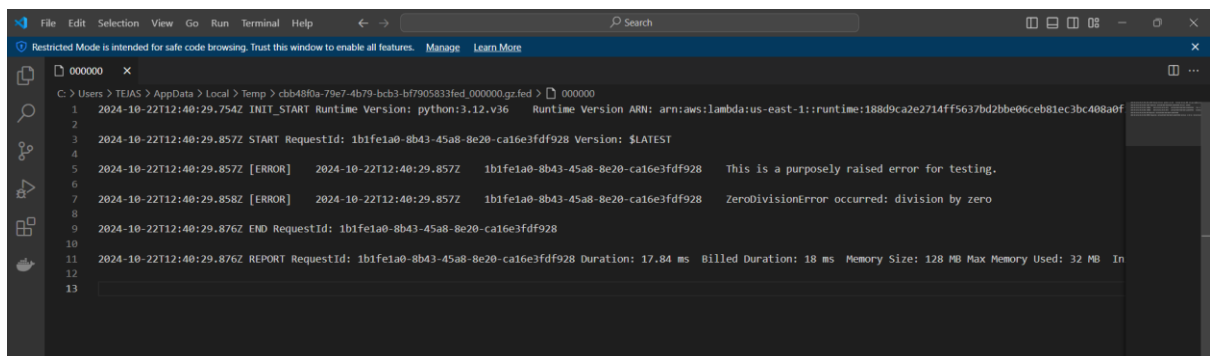 File Edit Selection View Go Run Terminal Help
Search
Restricted Mode is intended for safe code browsing. Trust this window to enable all features. Manage Learn More
000000
C: > Users > TEJAS > AppData > Local > Temp > cbb48f0a-79e7-4b79-bcb3-bf7905833fed_000000.gz.fed > 000000
1 2024-10-22T12:40:29.754Z INIT_START Runtime Version: python:3.12.v36 Runtime Version ARN: arn:aws:lambda:us-east-1::runtime:188d9ca2e2714ff5637bd2bbe06ceb81ec3bc408a0f
2
3 2024-10-22T12:40:29.857Z START RequestId: 1b1fe1a0-8b43-45a8-8e20-ca16e3fdf928 Version: $LATEST
4
5 2024-10-22T12:40:29.857Z [ERROR] 2024-10-22T12:40:29.857Z 1b1fe1a0-8b43-45a8-8e20-ca16e3fdf928 This is a purposely raised error for testing.
6
7 2024-10-22T12:40:29.858Z [ERROR] 2024-10-22T12:40:29.857Z 1b1fe1a0-8b43-45a8-8e20-ca16e3fdf928 ZeroDivisionError occurred: division by zero
8
9 2024-10-22T12:40:29.876Z END RequestId: 1b1fe1a0-8b43-45a8-8e20-ca16e3fdf928
10
11 2024-10-22T12:40:29.876Z REPORT RequestId: 1b1fe1a0-8b43-45a8-8e20-ca16e3fdf928 Duration: 17.84 ms Billed Duration: 18 ms Memory Size: 128 MB Max Memory Used: 32 MB In
12
13